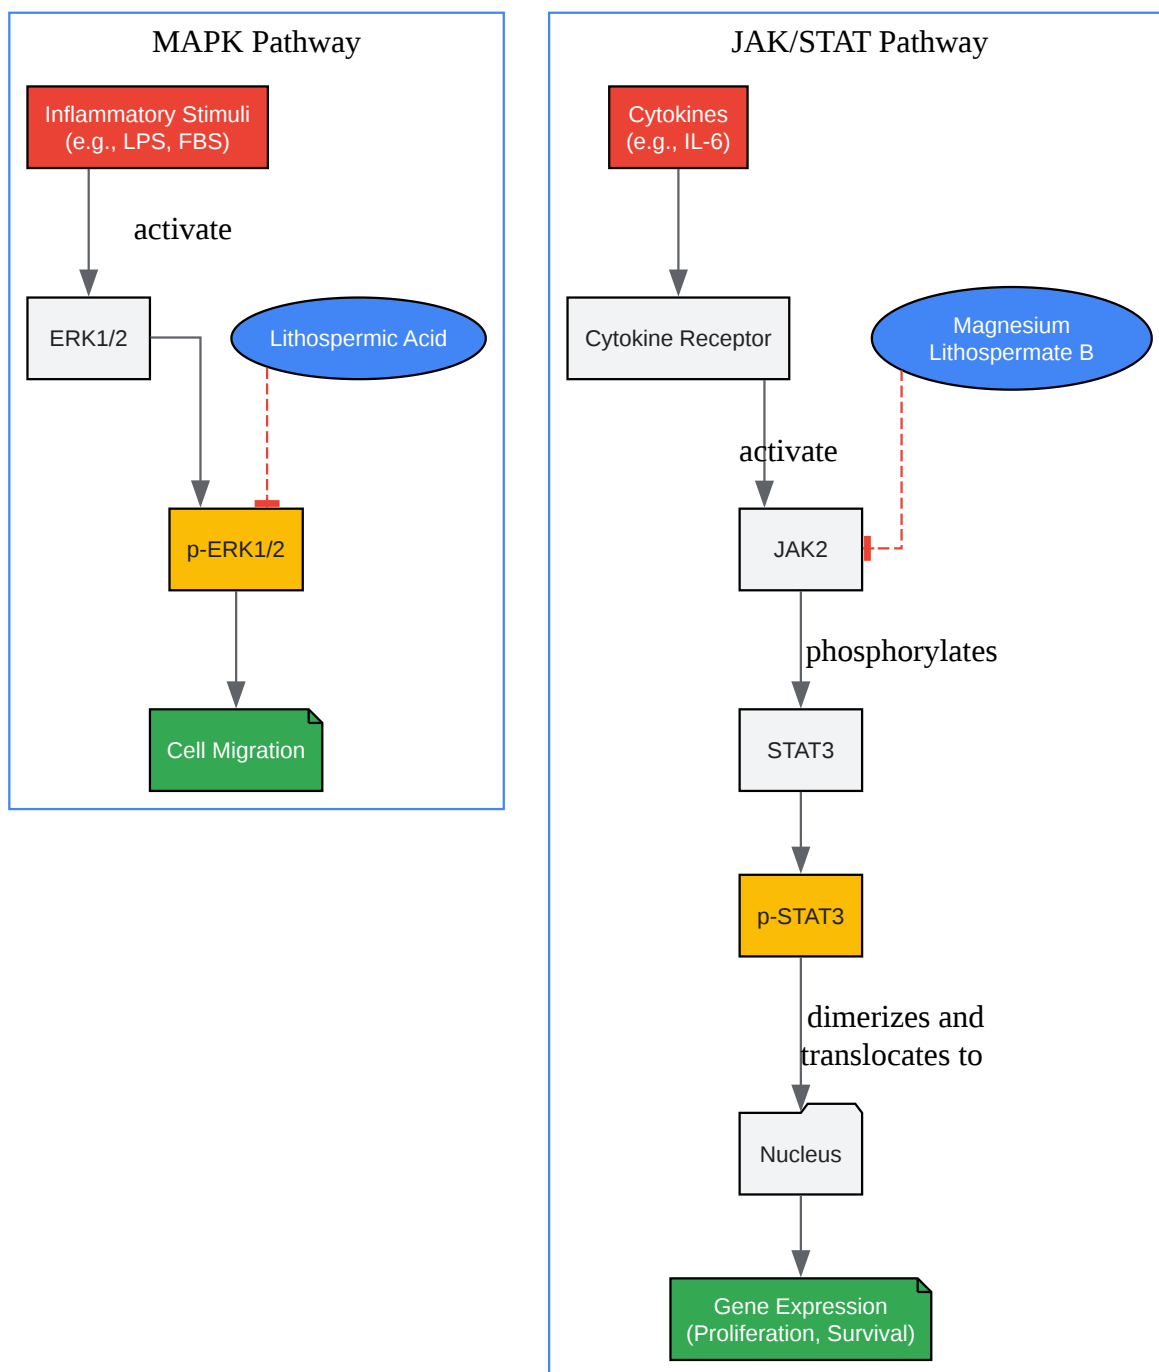 MAPK Pathway
Inflammatory Stimuli
(e.g., LPS, FBS)
activate
ERK1/2
Lithospermic Acid
p-ERK1/2
Cell Migration
JAK/STAT Pathway
Cytokines
(e.g., IL-6)
Cytokine Receptor
Magnesium
Lithospermate B
activate
JAK2
phosphorylates
STAT3
p-STAT3
dimerizes and
translocates to
Nucleus
Gene Expression
(Proliferation, Survival)